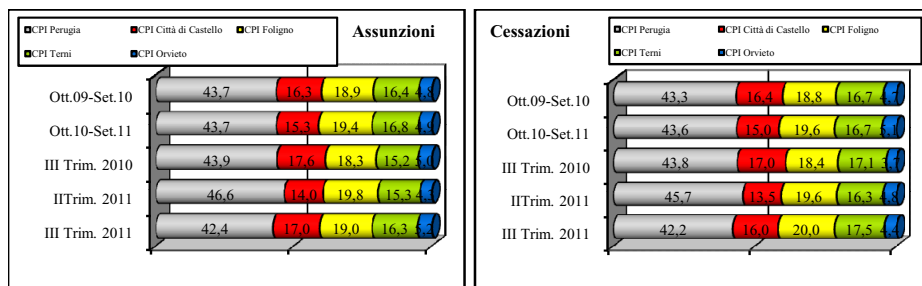 CPI Perugia CPI Città di Castello CPI Foligno
CPI Terni CPI Orvieto
Assunzioni
Ott.09-Set.10 43,7 16,3 18,9 16,4 4,8
Ott.10-Set.11 43,7 15,3 19,4 16,8 4,9
III Trim. 2010 43,9 17,6 18,3 15,2 5,0
IITrim. 2011 46,6 14,0 19,8 15,3 4,3
III Trim. 2011 42,4 17,0 19,0 16,3 5,2
Cessazioni
CPI Perugia CPI Città di Castello CPI Foligno
CPI Terni CPI Orvieto
Ott.09-Set.10 43,3 16,4 18,8 16,7 4,7
Ott.10-Set.11 43,6 15,0 19,6 16,7 5,1
III Trim. 2010 43,8 17,0 18,4 17,1 3,7
IITrim. 2011 45,7 13,5 19,6 16,3 4,8
III Trim. 2011 42,2 16,0 20,0 17,5 4,4